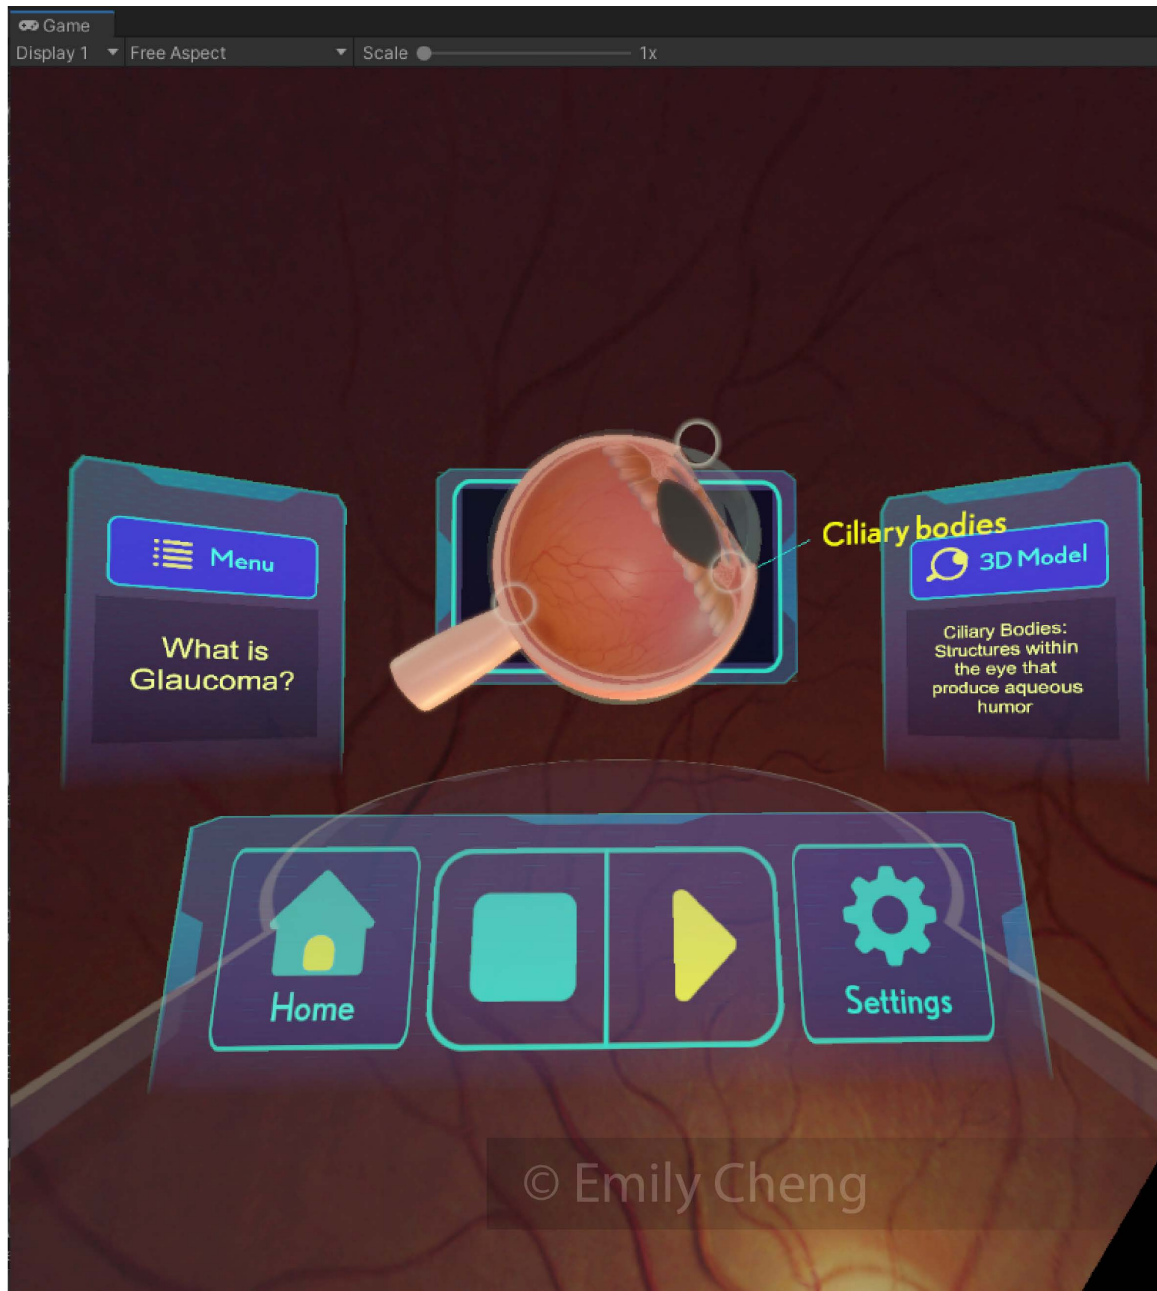 Game
Display 1
Free Aspect
Scale
1x
Menu
What is
Glaucoma?
Ciliary bodies
3D Model
Ciliary Bodies:
Structures within
the eye that
produce aqueous
humor
Home
Settings
© Emily Cheng